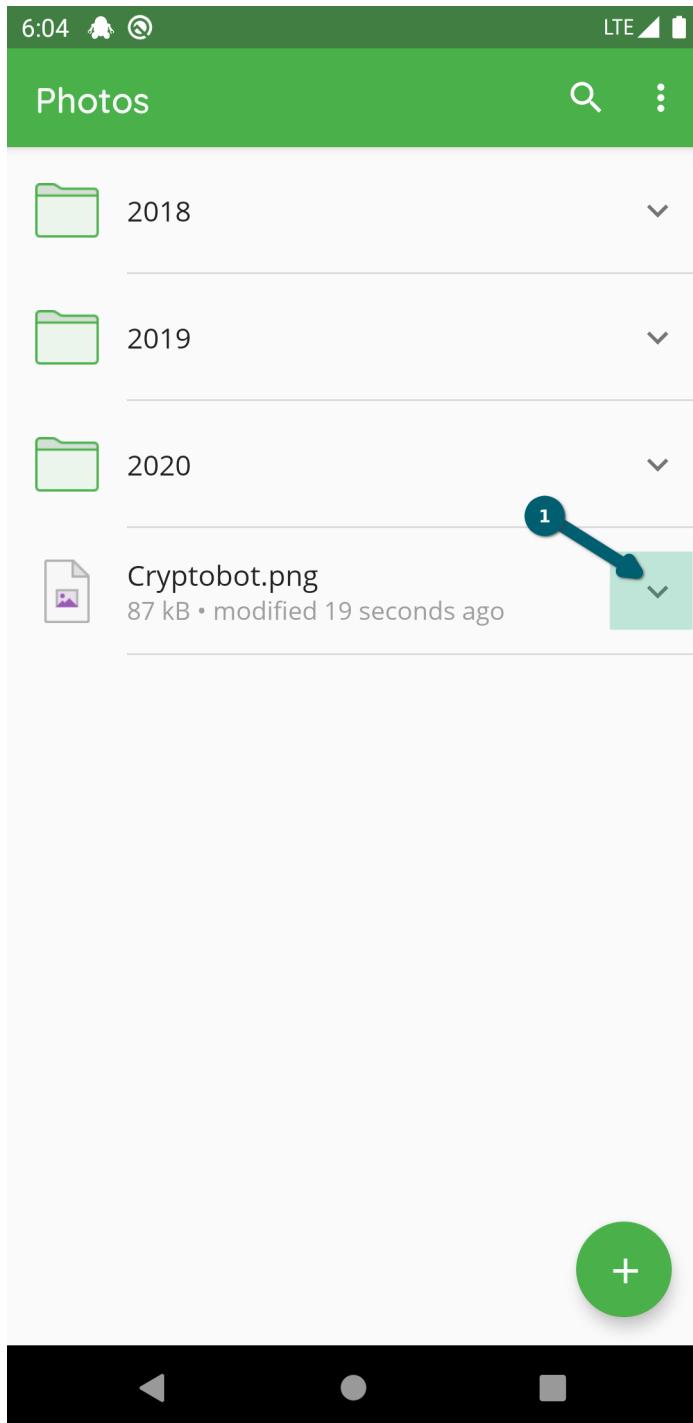 6:04 LTE
Photos
2018
2019
2020
1
Cryptobot.png
87 kB • modified 19 seconds ago